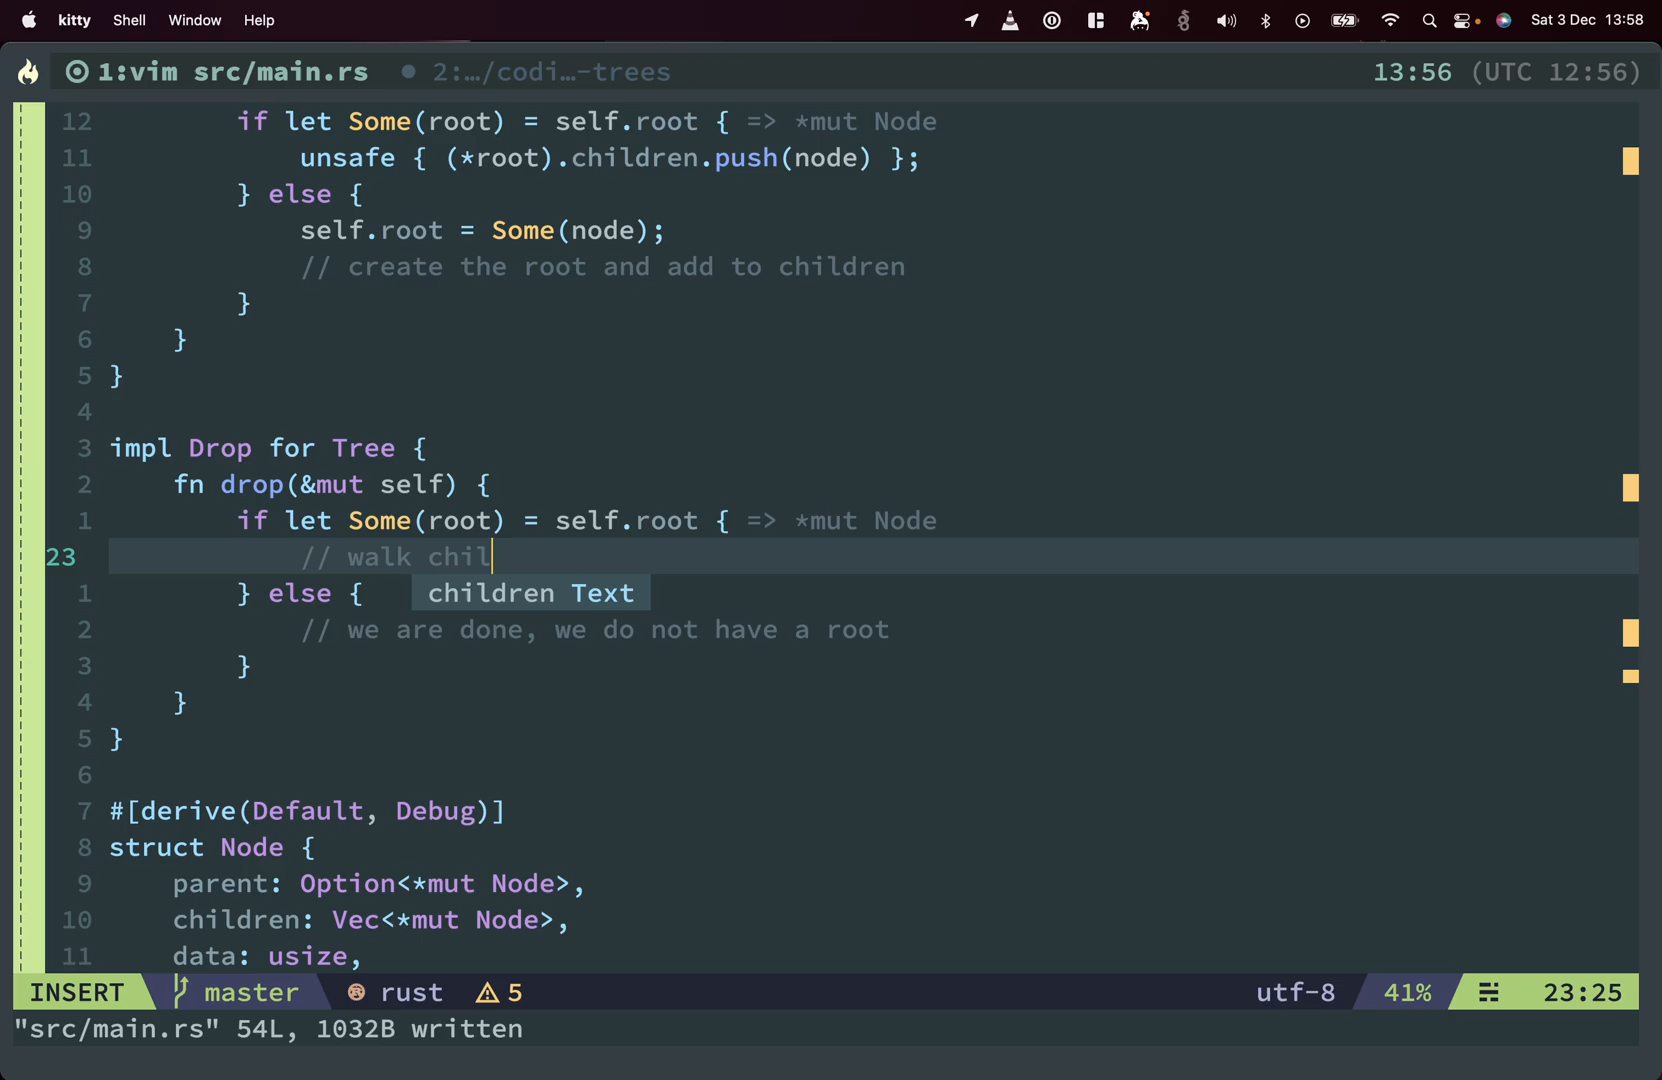 kitty Shell Window Help Sat 3 Dec 13:58
1:vim src/main.rs 2:…/codi…-trees 13:56 (UTC 12:56)
12 if let Some(root) = self.root { => *mut Node
11 unsafe { (*root).children.push(node) };
10 } else {
9 self.root = Some(node);
8 // create the root and add to children
7 }
6 }
5 }
4
3 impl Drop for Tree {
2 fn drop(&mut self) {
1 if let Some(root) = self.root { => *mut Node
23 // walk chil
1 } else { children Text
2 // we are done, we do not have a root
3 }
4 }
5 }
6
7 #[derive(Default, Debug)]
8 struct Node {
9 parent: Option<*mut Node>,
10 children: Vec<*mut Node>,
11 data: usize,
INSERT master rust 5 utf-8 41% 23:25
"src/main.rs" 54L, 1032B written